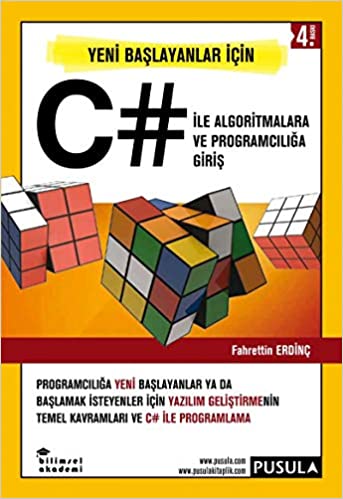 YENİ BAŞLAYANLAR İÇİN
4.
BASKI
C#
İLE ALGORİTMALARA
VE PROGRAMCILIĞA
GİRİŞ
Fahrettin ERDİNÇ
PROGRAMCILIĞA YENİ BAŞLAYANLAR YA DA
BAŞLAMAK İSTEYENLER İÇİN YAZILIM GELİŞTİRMENİN
TEMEL KAVRAMLARI VE C# İLE PROGRAMLAMA
bilimsel
akademi
www.pusula.com
www.pusulakitaplik.com
PUSULA